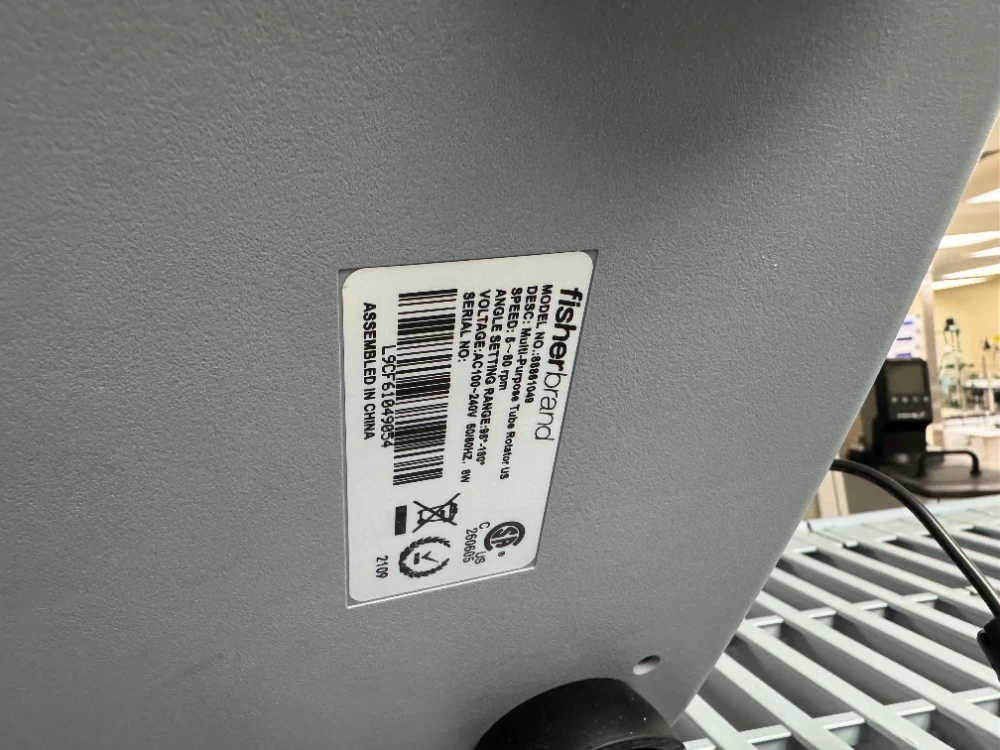 fisherbrand
MODEL NO.:88861049
DESC: Multi-Purpose Tube Rotator US
SPEED: 5~80 rpm
ANGLE SETTING RANGE:95°-180°
VOLTAGE:AC100~240V 50/60HZ, 8W
SERIAL NO:
L9CF61049054
ASSEMBLED IN CHINA
C US
260605
2109